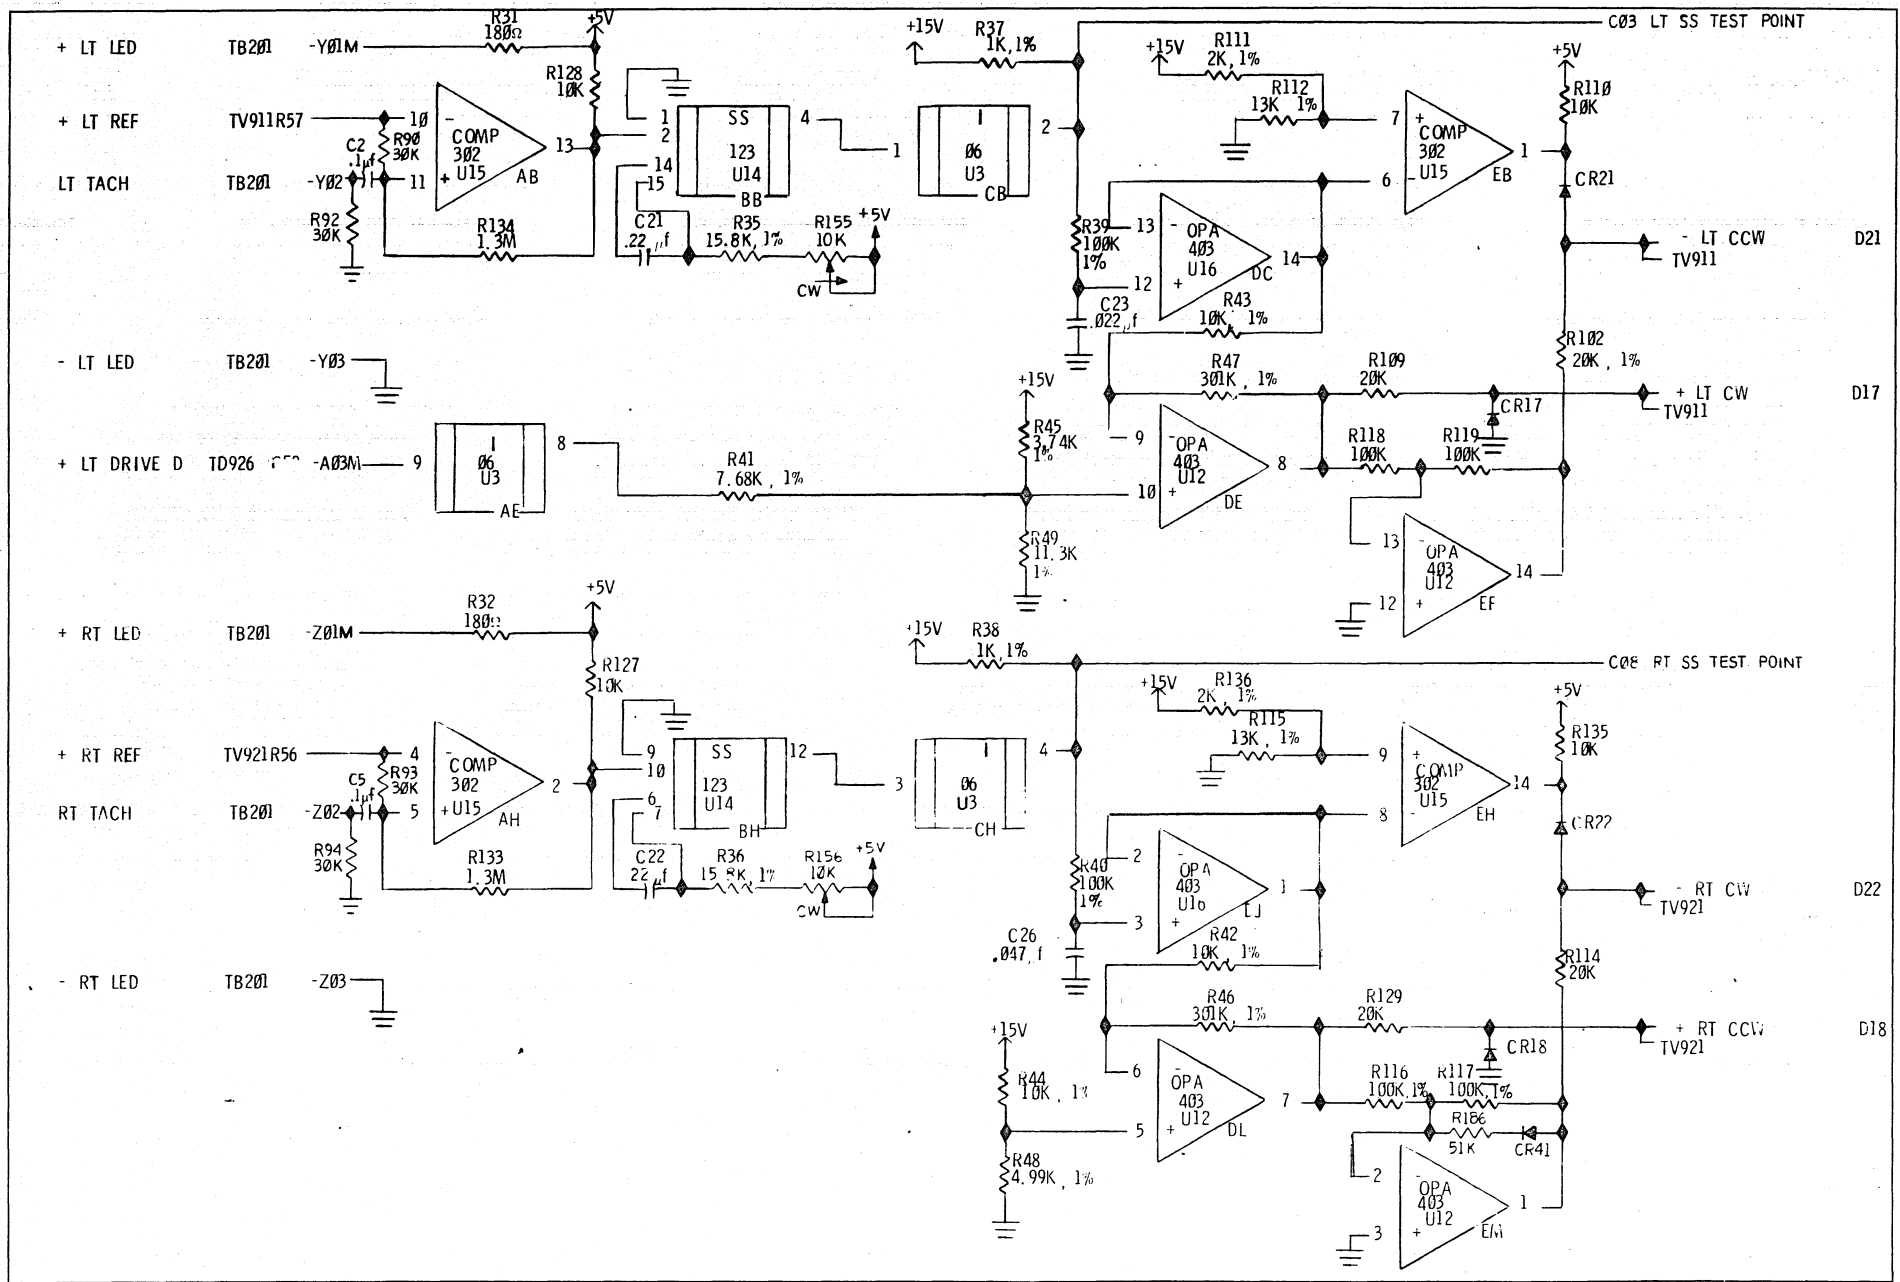 + LT LED TB201 -Y01M
R31
180Ω
+5V
R128
10K
+ LT REF TV911R57
10
C2
.1µf
R90
30K
LT TACH TB201 -Y02
11
R92
30K
-
COMP
302
U15
+
AB
13
R134
1.3M
1
2
14
15
SS
123
U14
BB
4
C21
.22µf
R35
15.8K, 1%
R155
10K
+5V
CW
1
I
06
U3
CB
2
+15V
R37
1K,1%
C03 LT SS TEST POINT
+15V
R111
2K, 1%
R112
13K 1%
7
+
COMP
302
U15
-
EB
1
6
+5V
R110
10K
CR21
R39
100K
1%
13
-
OPA
403
U16
+
DC
14
12
C23
.022µf
R43
10K, 1%
- LT CCW D21
TV911
R102
20K, 1%
- LT LED TB201 -Y03
+ LT DRIVE D TD926 -A03M
9
I
06
U3
AE
8
R41
7.68K, 1%
+15V
R45
3.74K
1%
R49
11.3K
1%
R47
301K, 1%
R109
20K
9
-
OPA
403
U12
+
DE
8
10
CR17
+ LT CW D17
TV911
R118
100K
R119
100K
13
-
OPA
403
U12
+
EF
14
12
+ RT LED TB201 -Z01M
R32
180Ω
+5V
R127
10K
+ RT REF TV921R56
4
C5
.1µf
R93
30K
RT TACH TB201 -Z02
5
R94
30K
-
COMP
302
U15
+
AH
2
R133
1.3M
9
10
6
7
SS
123
U14
BH
12
C22
22µf
R36
15.8K, 1%
R156
10K
+5V
CW
3
I
06
U3
CH
4
+15V
R38
1K,1%
C08 RT SS TEST POINT
+15V
R136
2K, 1%
R115
13K, 1%
9
+
COMP
302
U15
-
EH
14
8
+5V
R135
10K
CR22
R40
100K
1%
2
-
OPA
403
+
1
3
C26
.047 f
R42
10K, 1%
- RT CW D22
TV921
R114
20K
- RT LED TB201 -Z03
+15V
R44
10K, 1%
R48
4.99K, 1%
R46
301K, 1%
R129
20K
6
-
OPA
403
U12
+
DL
7
5
CR18
+ RT CCW D18
TV921
R116
100K,1%
R117
100K,1%
R186
51K
CR41
2
-
OPA
403
U12
+
EM
1
3